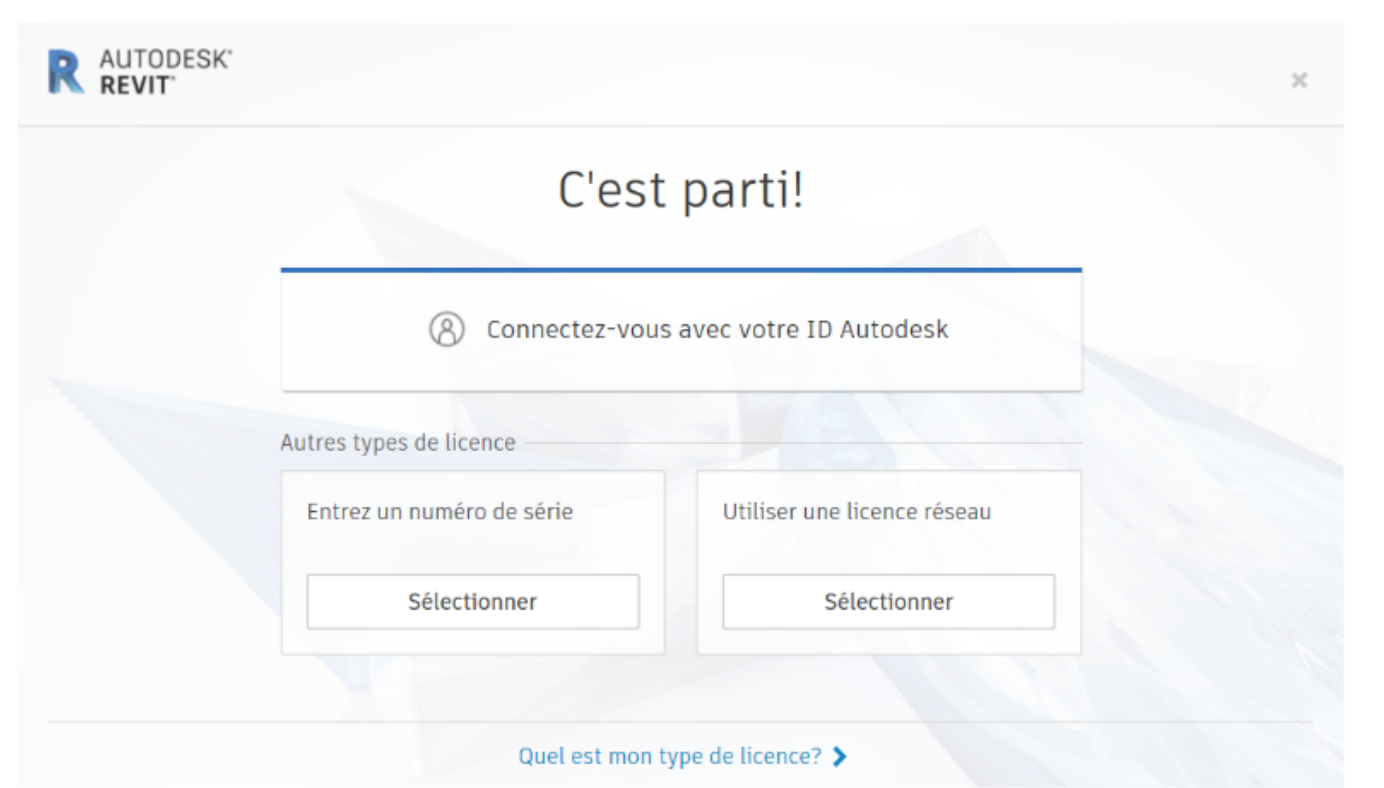 AUTODESK®
REVIT®
C'est parti!
Connectez-vous avec votre ID Autodesk
Autres types de licence
Entrez un numéro de série
Utiliser une licence réseau
Sélectionner
Sélectionner
Quel est mon type de licence?